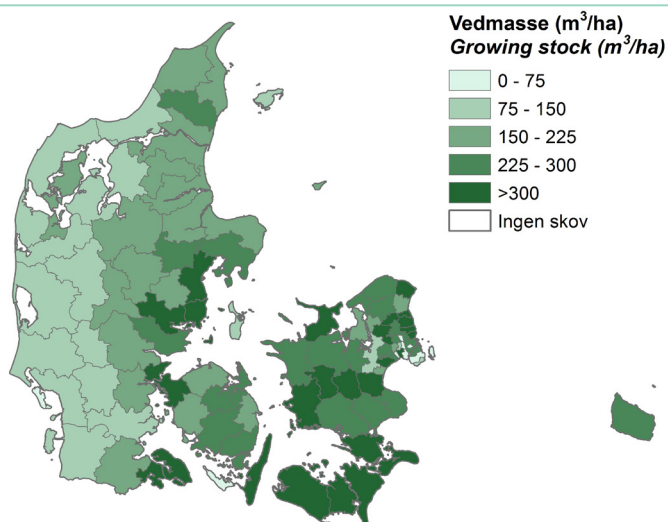 Vedmasse (m³/ha)
Growing stock (m³/ha)
0 - 75
75 - 150
150 - 225
225 - 300
>300
Ingen skov